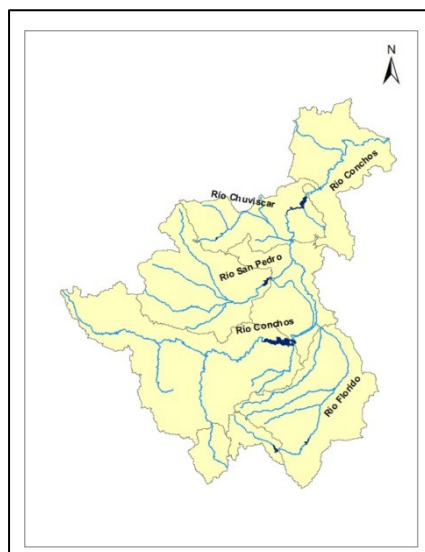 N
Río Conchos
Río Chuviscar
Río San Pedro
Río Conchos
Río Florido